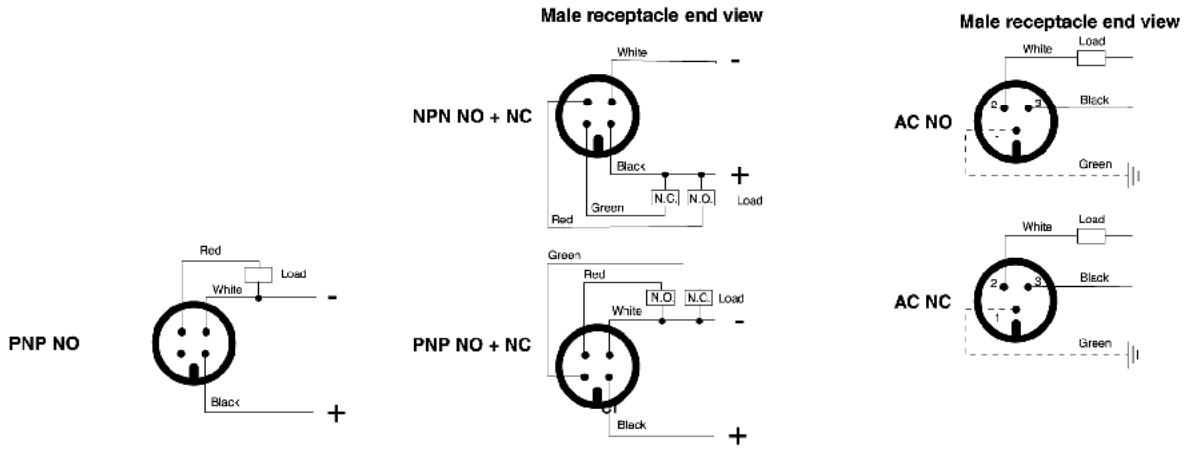 Male receptacle end view
White
-
NPN NO + NC
Black
+
N.C.
N.O.
Load
Green
Red
Male receptacle end view
Load
White
2
3
Black
AC NO
Green
Load
White
2
3
Black
AC NC
1
Green
Red
Load
White
-
PNP NO
Black
+
Green
Red
N.O.
N.C.
Load
White
-
PNP NO + NC
Black
+